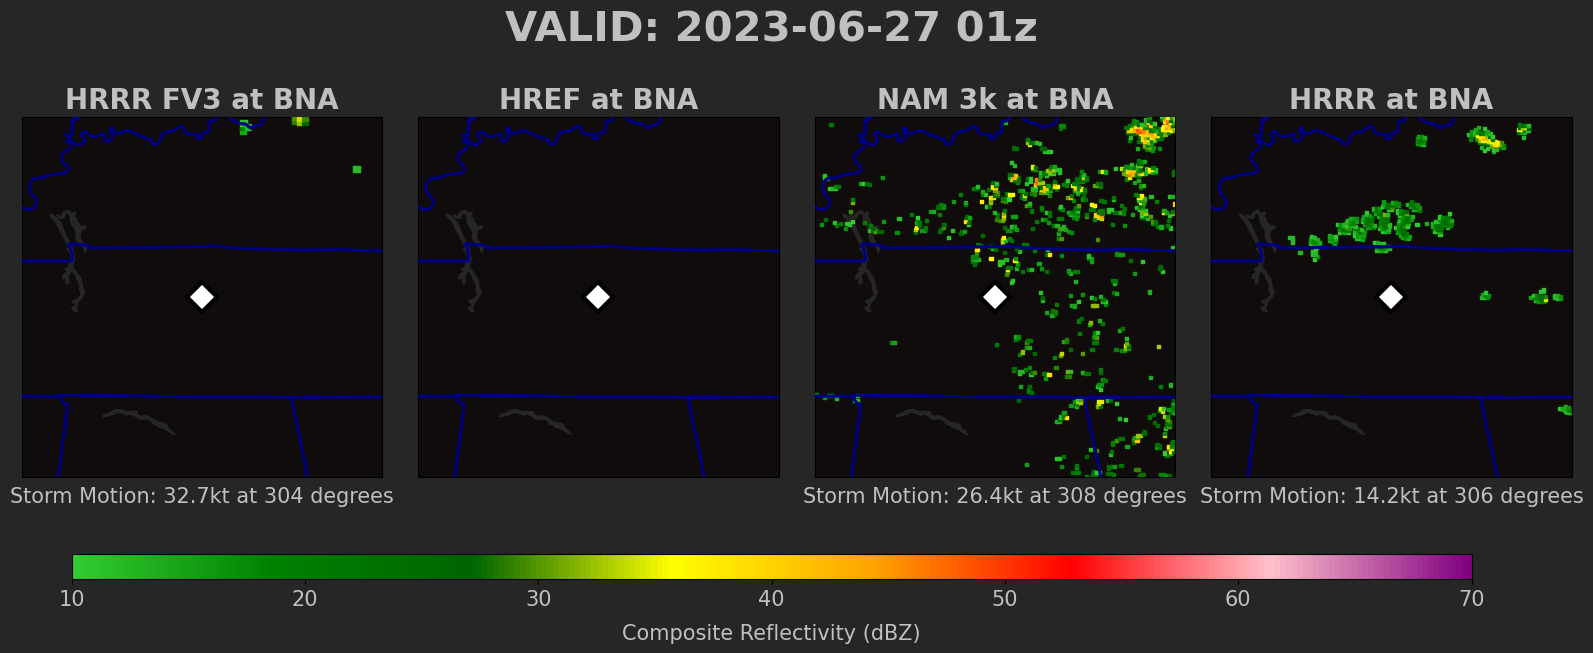 VALID: 2023-06-27 01z
HRRR FV3 at BNA
HREF at BNA
NAM 3k at BNA
HRRR at BNA
Storm Motion: 32.7kt at 304 degrees
Storm Motion: 26.4kt at 308 degrees
Storm Motion: 14.2kt at 306 degrees
10 20 30 40 50 60 70
Composite Reflectivity (dBZ)